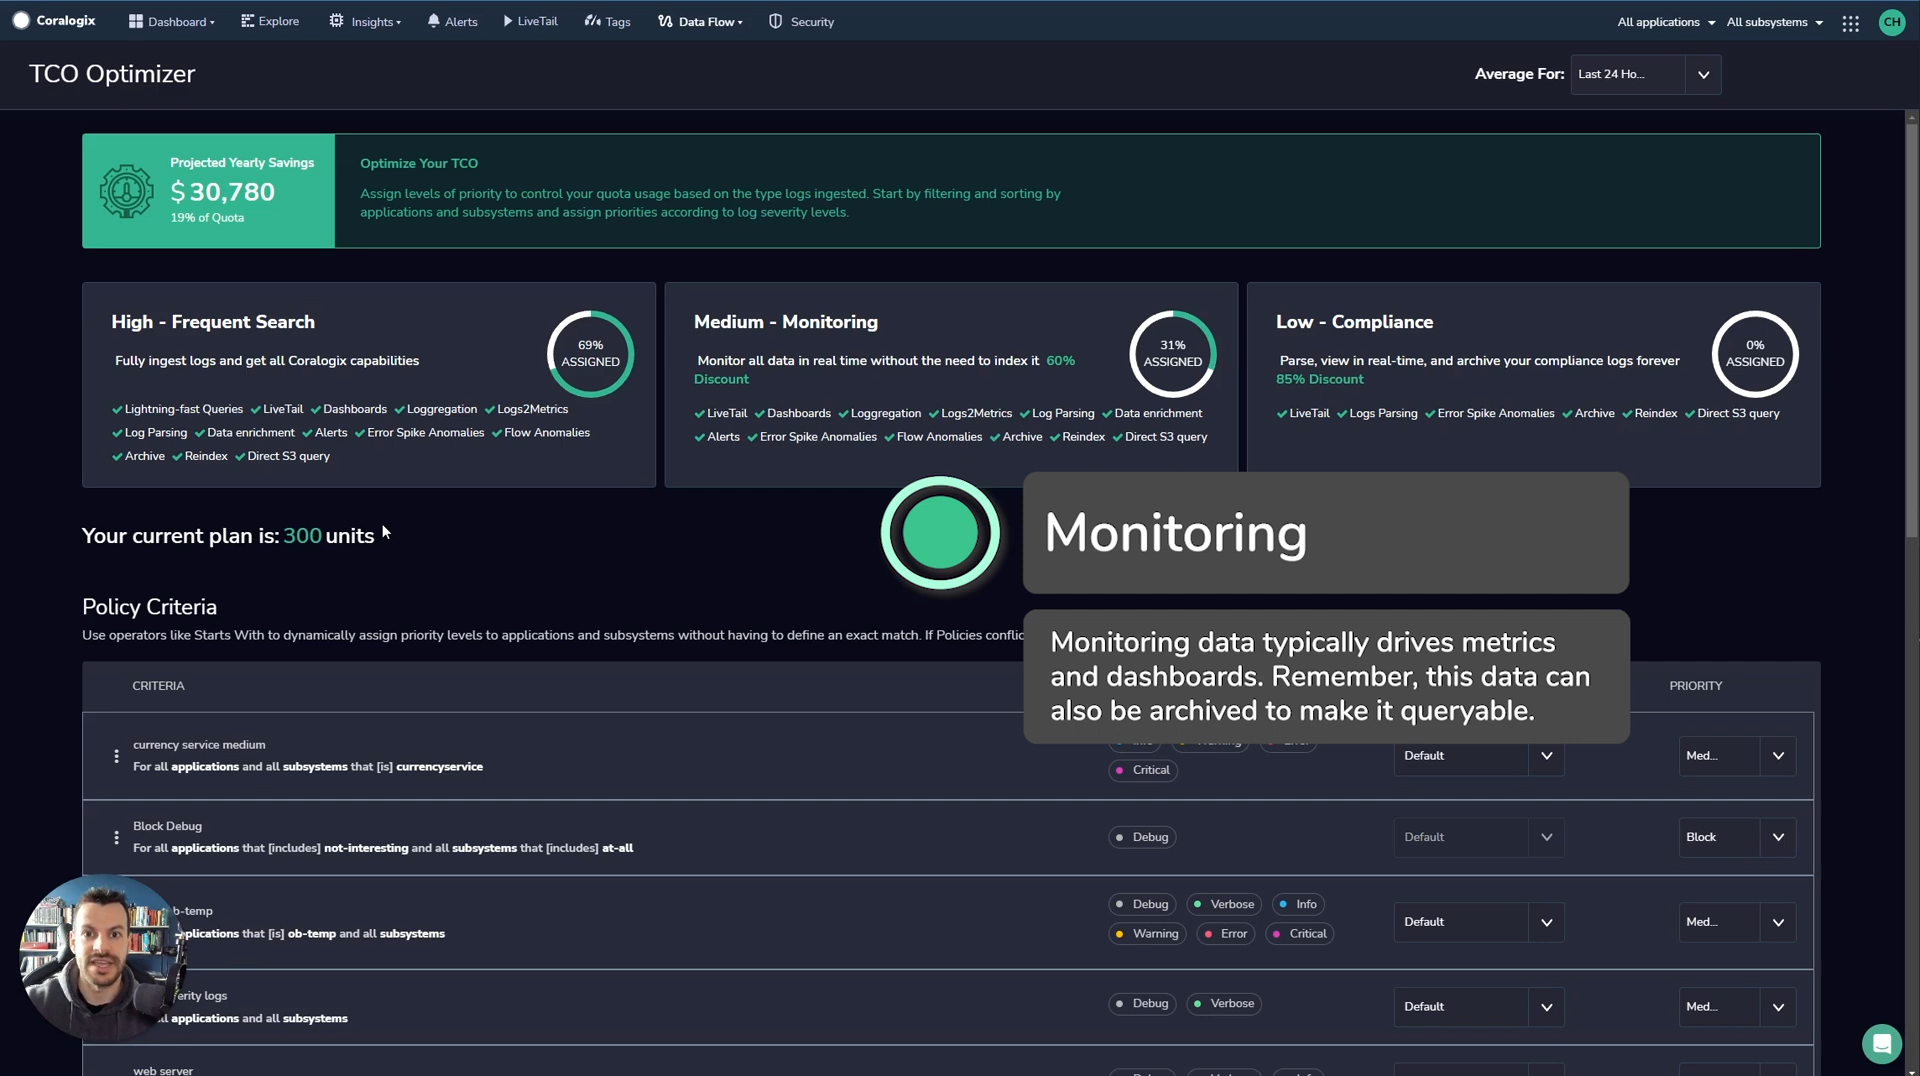 Coralogix
Dashboard
Explore
Insights
Alerts
LiveTail
Tags
Data Flow
Security
All applications
All subsystems
CH
TCO Optimizer
Average For:
Last 24 Ho...
Projected Yearly Savings
$ 30,780
19% of Quota
Optimize Your TCO
Assign levels of priority to control your quota usage based on the type logs ingested. Start by filtering and sorting by
applications and subsystems and assign priorities according to log severity levels.
High - Frequent Search
Fully ingest logs and get all Coralogix capabilities
69%
ASSIGNED
Lightning-fast Queries LiveTail Dashboards Loggregation Logs2Metrics
Log Parsing Data enrichment Alerts Error Spike Anomalies Flow Anomalies
Archive Reindex Direct S3 query
Medium - Monitoring
Monitor all data in real time without the need to index it 60%
Discount
31%
ASSIGNED
LiveTail Dashboards Loggregation Logs2Metrics Log Parsing Data enrichment
Alerts Error Spike Anomalies Flow Anomalies Archive Reindex Direct S3 query
Low - Compliance
Parse, view in real-time, and archive your compliance logs forever
85% Discount
0%
ASSIGNED
LiveTail Logs Parsing Error Spike Anomalies Archive Reindex Direct S3 query
Your current plan is: 300 units
Monitoring
Monitoring data typically drives metrics
and dashboards. Remember, this data can
also be archived to make it queryable.
Policy Criteria
Use operators like Starts With to dynamically assign priority levels to applications and subsystems without having to define an exact match. If Policies
CRITERIA
PRIORITY
currency service medium
For all applications and all subsystems that [is] currencyservice
Critical
Default
Med...
Block Debug
For all applications that [includes] not-interesting and all subsystems that [includes] at-all
Debug
Default
Block
b-temp
applications that [is] ob-temp and all subsystems
Debug Verbose Info
Warning Error Critical
Default
Med...
erity logs
applications and all subsystems
Debug Verbose
Default
Med...
web server